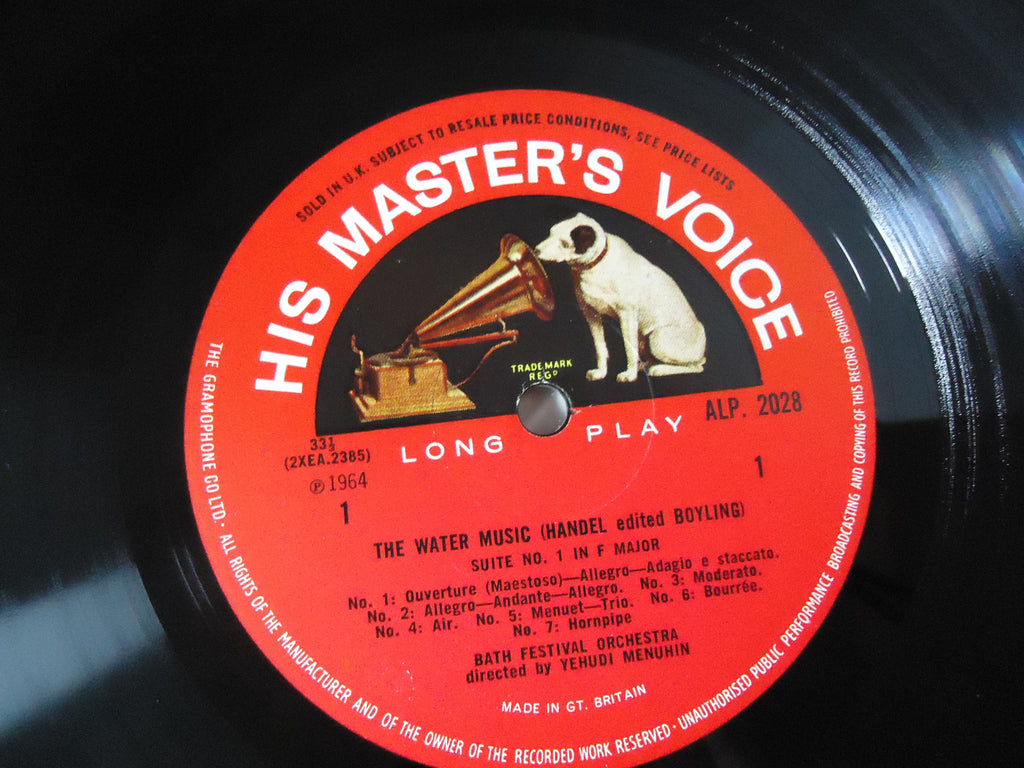 SOLD IN U.K. SUBJECT TO RESALE PRICE CONDITIONS, SEE PRICE LISTS
HIS MASTER'S VOICE
TRADE MARK
REGD
LONG PLAY
ALP. 2028
33⅓
(2XEA.2385)
Ⓟ 1964
1
1
THE WATER MUSIC (HANDEL edited BOYLING)
SUITE NO. 1 IN F MAJOR
No. 1: Ouverture (Maestoso)—Allegro—Adagio e staccato.
No. 2: Allegro—Andante—Allegro. No. 3: Moderato.
No. 4: Air. No. 5: Menuet—Trio. No. 6: Bourrée.
No. 7: Hornpipe
BATH FESTIVAL ORCHESTRA
directed by YEHUDI MENUHIN
MADE IN GT. BRITAIN
THE GRAMOPHONE CO LTD. · ALL RIGHTS OF THE MANUFACTURER AND OF THE OWNER OF THE RECORDED WORK RESERVED · UNAUTHORISED PUBLIC PERFORMANCE BROADCASTING AND COPYING OF THIS RECORD PROHIBITED